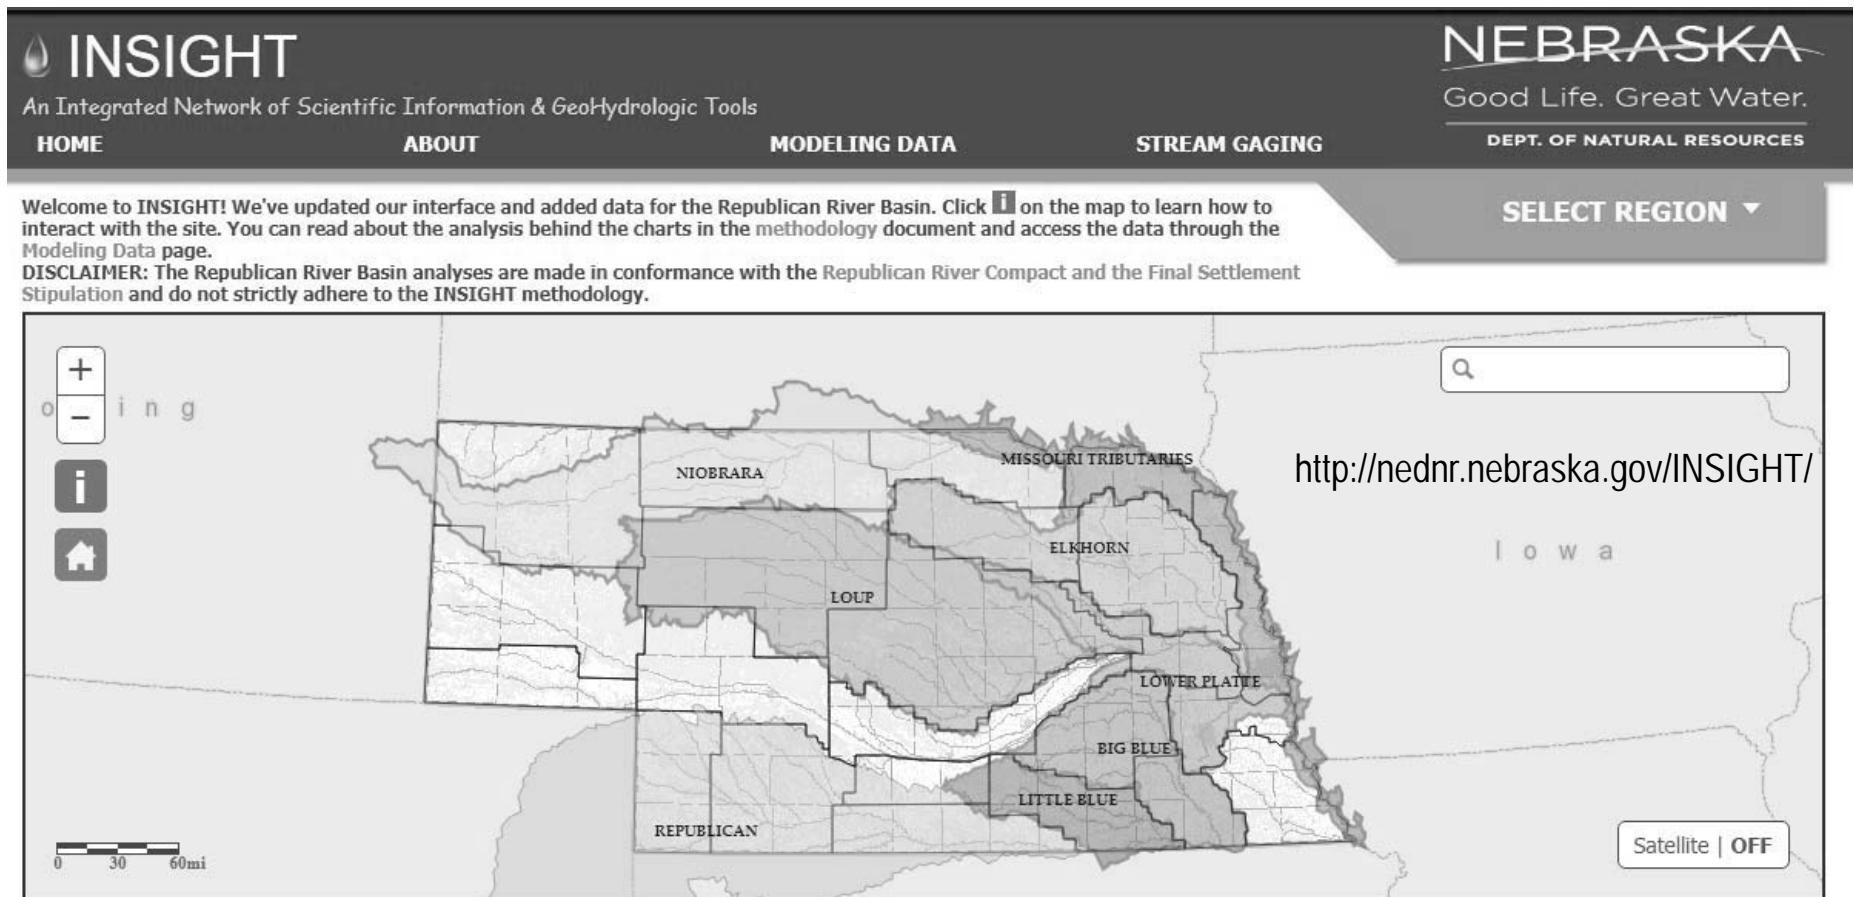 INSIGHT
An Integrated Network of Scientific Information & GeoHydrologic Tools
NEBRASKA
Good Life. Great Water.
DEPT. OF NATURAL RESOURCES
HOME ABOUT MODELING DATA STREAM GAGING
Welcome to INSIGHT! We've updated our interface and added data for the Republican River Basin. Click i on the map to learn how to
interact with the site. You can read about the analysis behind the charts in the methodology document and access the data through the
Modeling Data page.
DISCLAIMER: The Republican River Basin analyses are made in conformance with the Republican River Compact and the Final Settlement
Stipulation and do not strictly adhere to the INSIGHT methodology.
SELECT REGION
+
o ing
−
i
NIOBRARA
MISSOURI TRIBUTARIES
http://nednr.nebraska.gov/INSIGHT/
ELKHORN
Iowa
LOUP
LOWER PLATTE
BIG BLUE
LITTLE BLUE
REPUBLICAN
Satellite | OFF
0 30 60mi